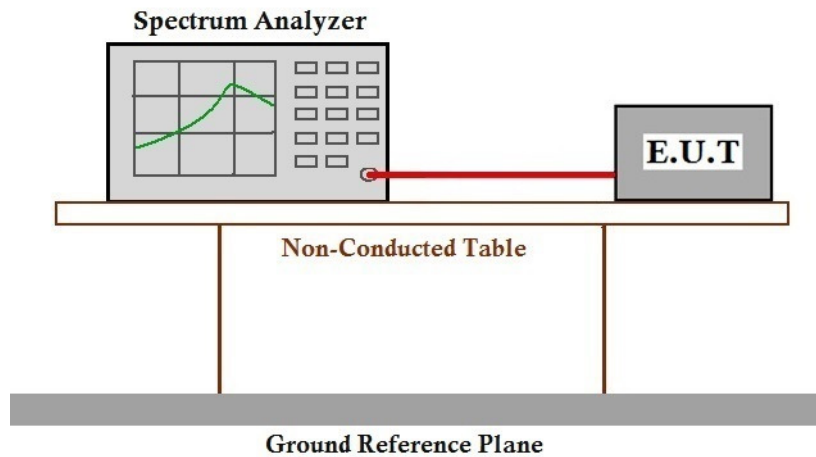 Spectrum Analyzer
E.U.T
Non-Conducted Table
Ground Reference Plane